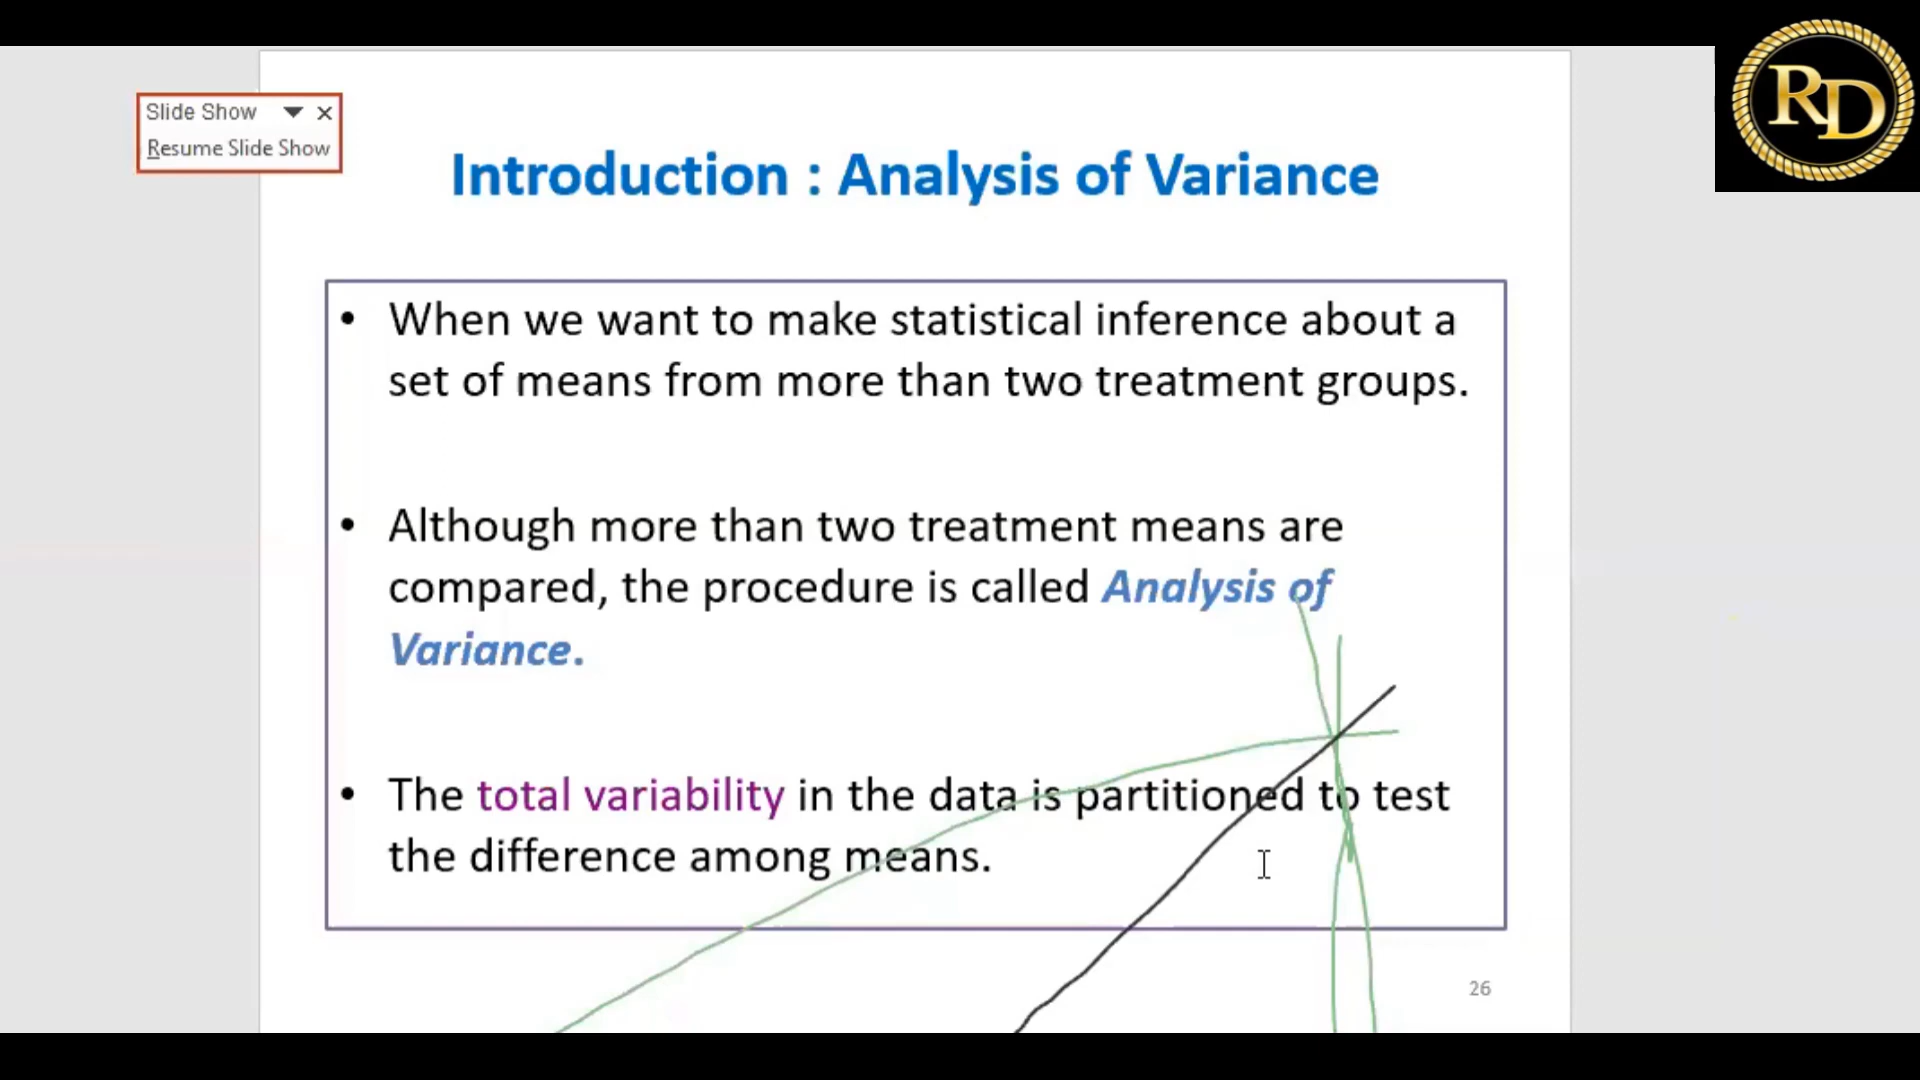 Slide Show
Resume Slide Show
RD
Introduction : Analysis of Variance
• When we want to make statistical inference about a
set of means from more than two treatment groups.
• Although more than two treatment means are
compared, the procedure is called Analysis of
Variance.
• The total variability in the data is partitioned to test
the difference among means.
26